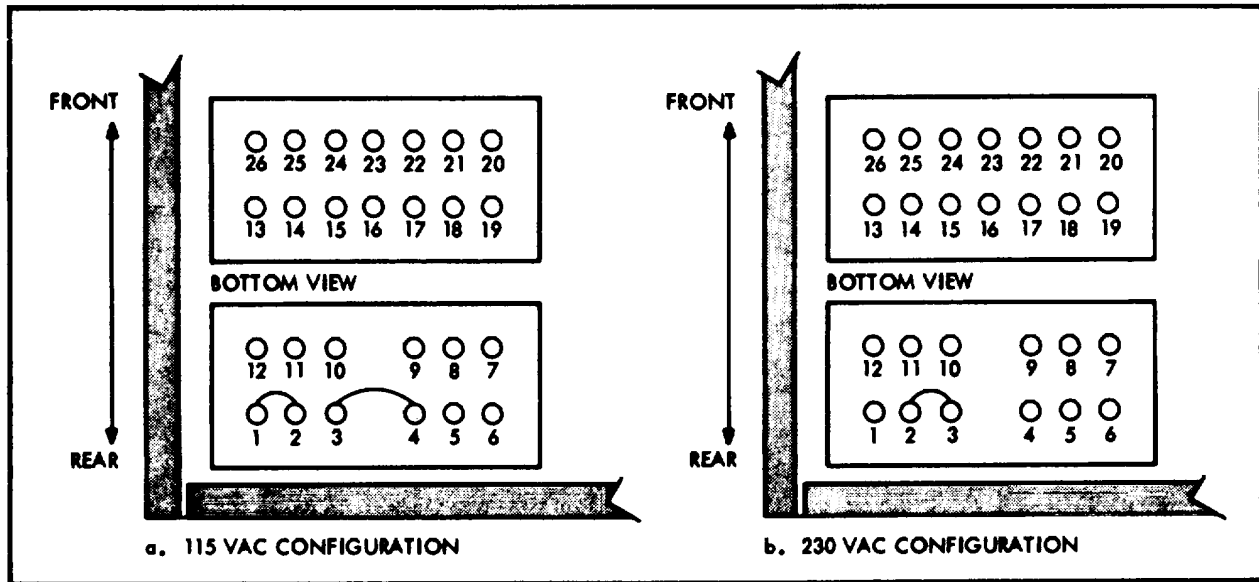 FRONT
26 25 24 23 22 21 20
13 14 15 16 17 18 19
BOTTOM VIEW
12 11 10 9 8 7
1 2 3 4 5 6
REAR
a. 115 VAC CONFIGURATION
FRONT
26 25 24 23 22 21 20
13 14 15 16 17 18 19
BOTTOM VIEW
12 11 10 9 8 7
1 2 3 4 5 6
REAR
b. 230 VAC CONFIGURATION